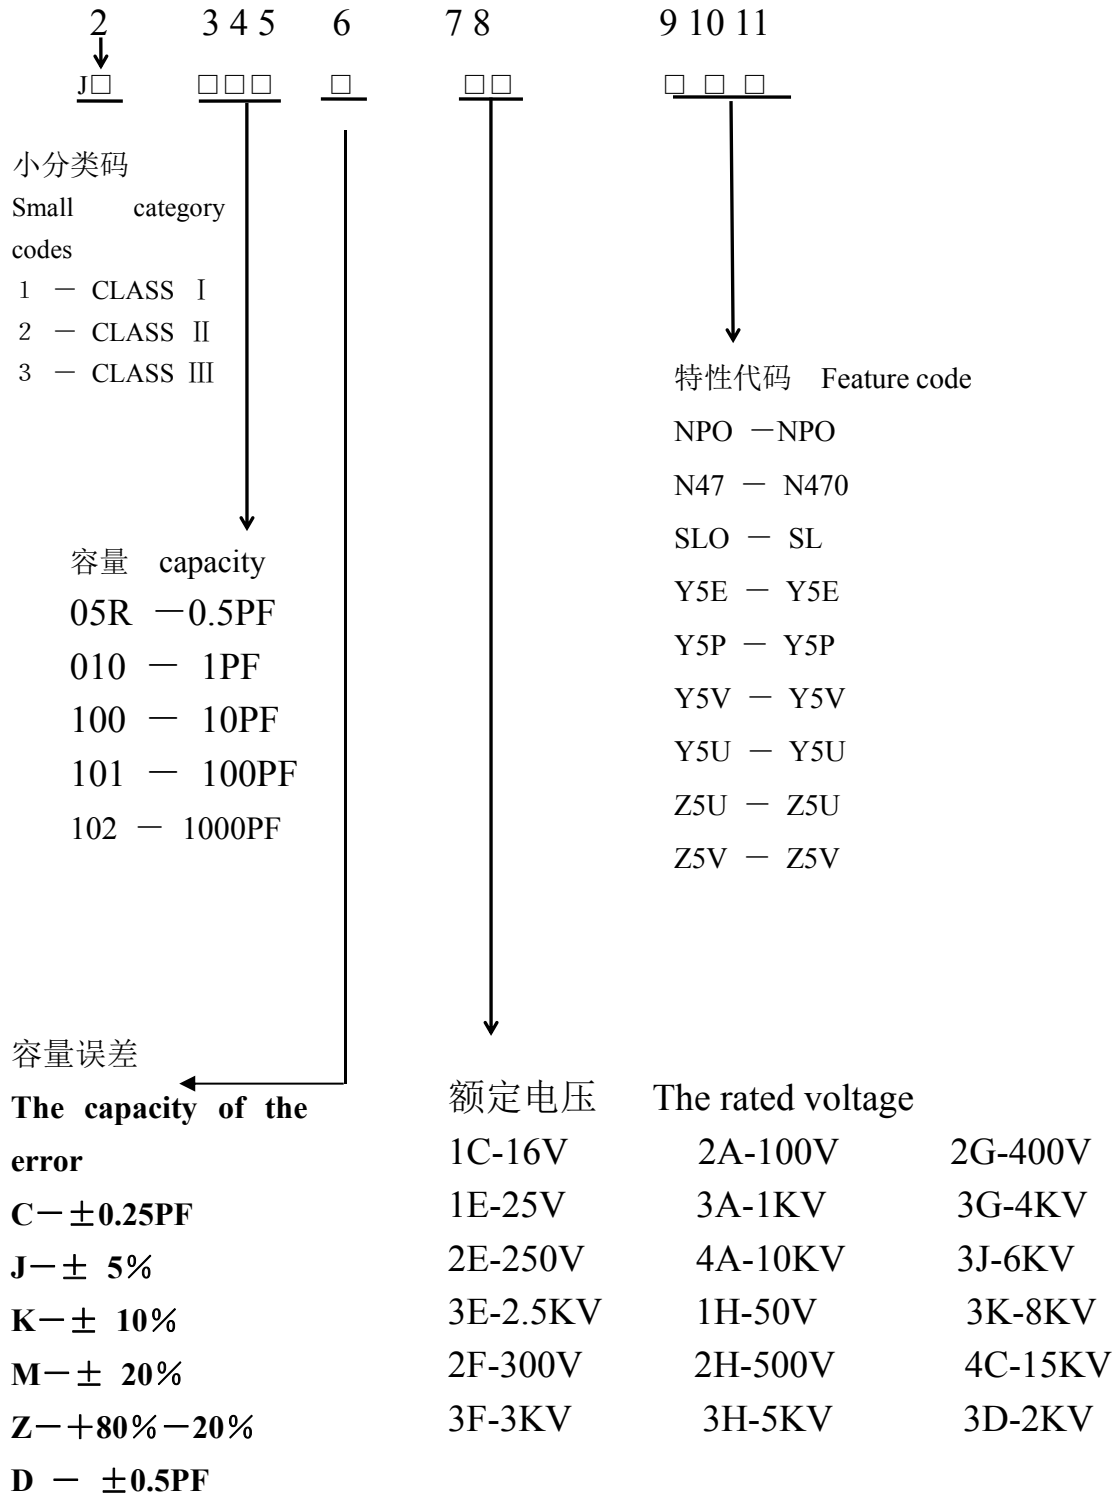 2 3 4 5 6 7 8 9 10 11
J□ □□□ □ □□ □ □ □
小分类码
Small category
codes
1 － CLASS Ⅰ
2 － CLASS Ⅱ
3 － CLASS Ⅲ
容量 capacity
05R －0.5PF
010 － 1PF
100 － 10PF
101 － 100PF
102 － 1000PF
特性代码 Feature code
NPO －NPO
N47 － N470
SLO － SL
Y5E － Y5E
Y5P － Y5P
Y5V － Y5V
Y5U － Y5U
Z5U － Z5U
Z5V － Z5V
容量误差
The capacity of the
error
C－±0.25PF
J－± 5％
K－± 10％
M－± 20％
Z－＋80％－20％
D － ±0.5PF
额定电压 The rated voltage
1C-16V 2A-100V 2G-400V
1E-25V 3A-1KV 3G-4KV
2E-250V 4A-10KV 3J-6KV
3E-2.5KV 1H-50V 3K-8KV
2F-300V 2H-500V 4C-15KV
3F-3KV 3H-5KV 3D-2KV